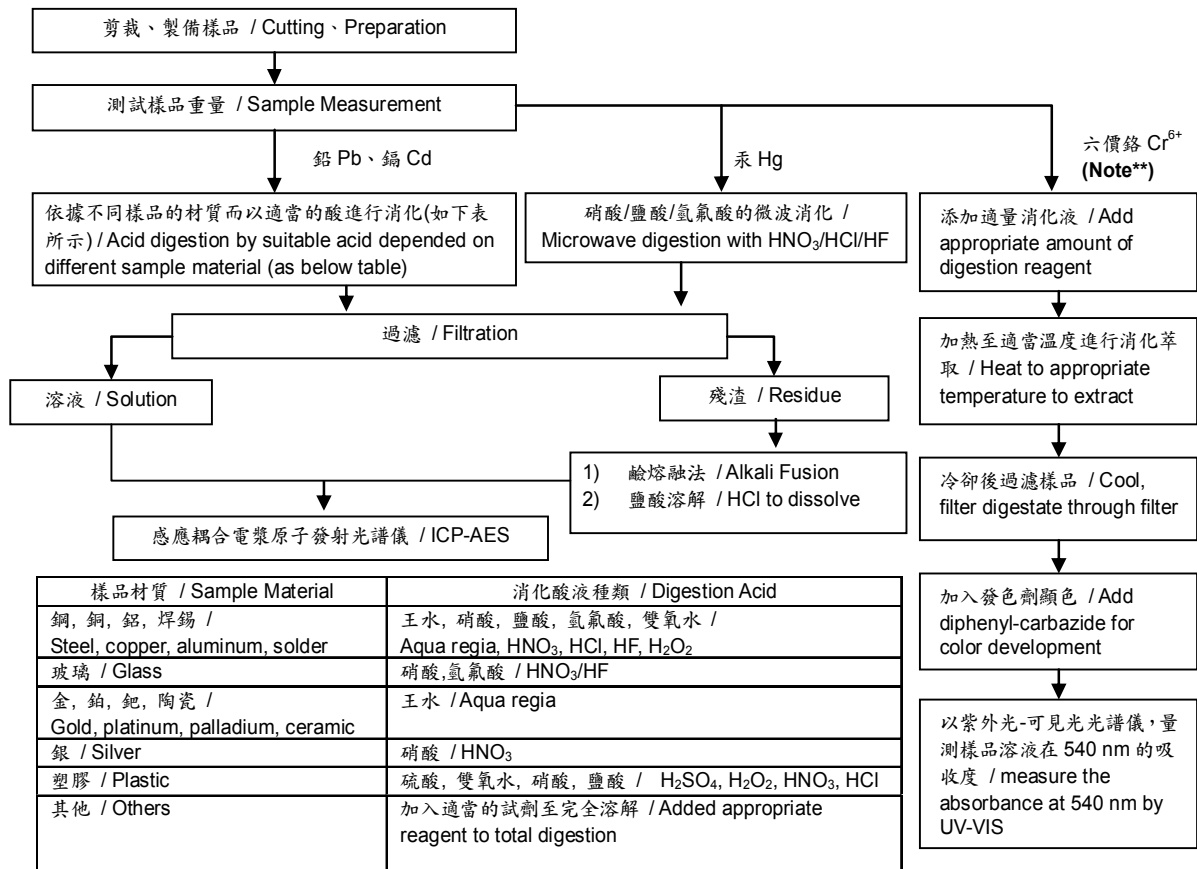 剪裁、製備樣品 / Cutting、Preparation
測試樣品重量 / Sample Measurement
鉛 Pb、鎘 Cd
汞 Hg
六價鉻 Cr6+
(Note**)
依據不同樣品的材質而以適當的酸進行消化(如下表
所示) / Acid digestion by suitable acid depended on
different sample material (as below table)
硝酸/鹽酸/氫氟酸的微波消化 /
Microwave digestion with HNO3/HCl/HF
添加適量消化液 / Add
appropriate amount of
digestion reagent
過濾 / Filtration
加熱至適當溫度進行消化萃
取 / Heat to appropriate
temperature to extract
溶液 / Solution
殘渣 / Residue
1) 鹼熔融法 / Alkali Fusion
2) 鹽酸溶解 / HCl to dissolve
冷卻後過濾樣品 / Cool,
filter digestate through filter
感應耦合電漿原子發射光譜儀 / ICP-AES
加入發色劑顯色 / Add
diphenyl-carbazide for
color development
以紫外光-可見光光譜儀，量
測樣品溶液在 540 nm 的吸
收度 / measure the
absorbance at 540 nm by
UV-VIS
樣品材質 / Sample Material
消化酸液種類 / Digestion Acid
鋼, 銅, 鋁, 焊錫 /
Steel, copper, aluminum, solder
王水, 硝酸, 鹽酸, 氫氟酸, 雙氧水 /
Aqua regia, HNO3, HCl, HF, H2O2
玻璃 / Glass
硝酸,氫氟酸 / HNO3/HF
金, 鉑, 鈀, 陶瓷 /
Gold, platinum, palladium, ceramic
王水 / Aqua regia
銀 / Silver
硝酸 / HNO3
塑膠 / Plastic
硫酸, 雙氧水, 硝酸, 鹽酸 / H2SO4, H2O2, HNO3, HCl
其他 / Others
加入適當的試劑至完全溶解 / Added appropriate
reagent to total digestion